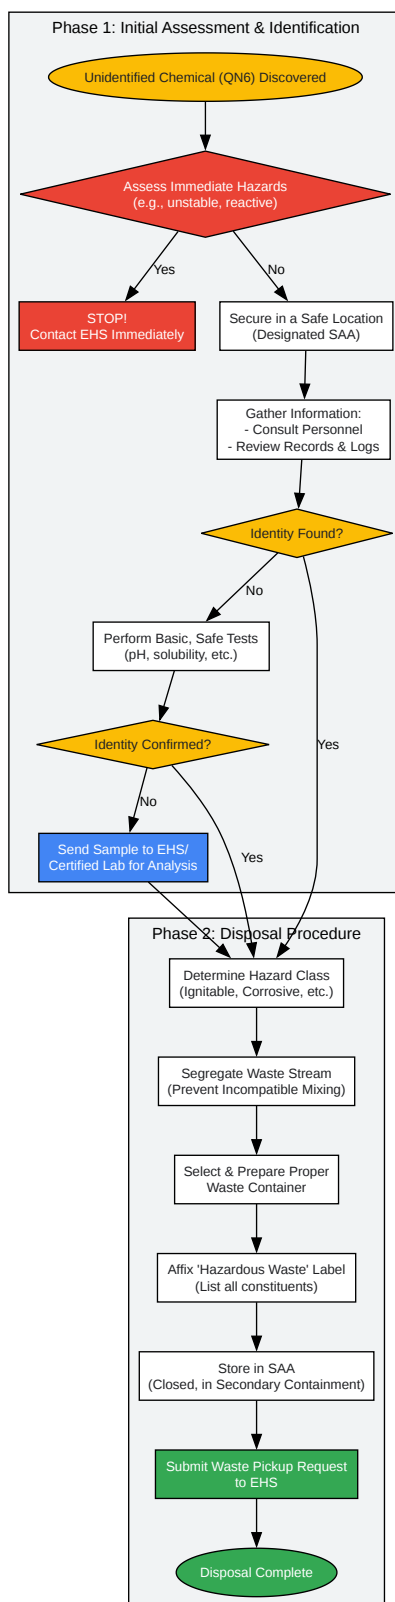 Phase 1: Initial Assessment & Identification
Unidentified Chemical (QN6) Discovered
Assess Immediate Hazards
(e.g., unstable, reactive)
Yes
No
STOP!
Contact EHS Immediately
Secure in a Safe Location
(Designated SAA)
Gather Information:
- Consult Personnel
- Review Records & Logs
Identity Found?
No
Perform Basic, Safe Tests
(pH, solubility, etc.)
Yes
Identity Confirmed?
No
Send Sample to EHS/
Certified Lab for Analysis
Yes
Phase 2: Disposal Procedure
Determine Hazard Class
(Ignitable, Corrosive, etc.)
Segregate Waste Stream
(Prevent Incompatible Mixing)
Select & Prepare Proper
Waste Container
Affix 'Hazardous Waste' Label
(List all constituents)
Store in SAA
(Closed, in Secondary Containment)
Submit Waste Pickup Request
to EHS
Disposal Complete